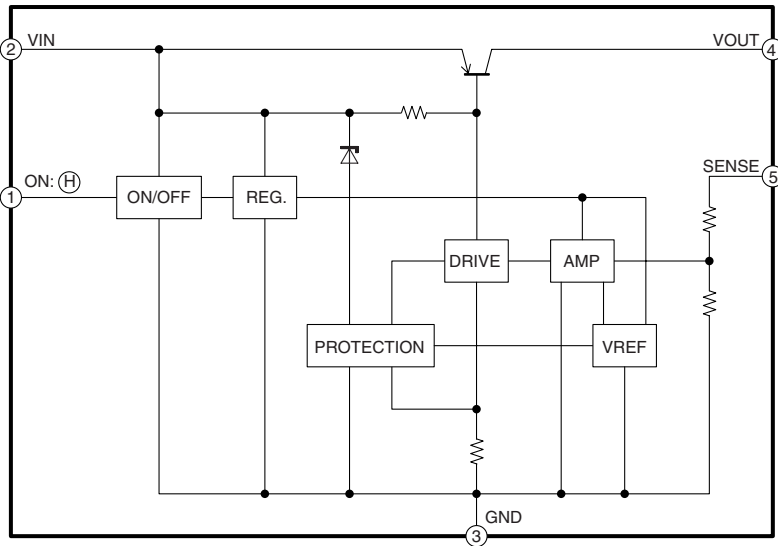 2 VIN
VOUT 4
SENSE 5
1 ON: H
ON/OFF
REG.
DRIVE
AMP
PROTECTION
VREF
GND
3